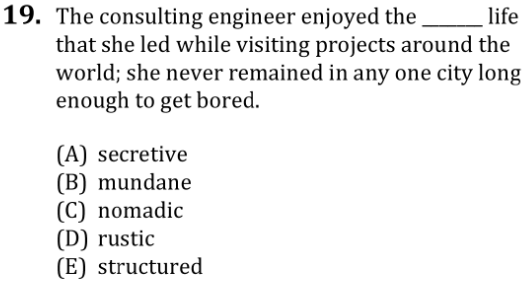 19. The consulting engineer enjoyed the ______ life
that she led while visiting projects around the
world; she never remained in any one city long
enough to get bored.
(A) secretive
(B) mundane
(C) nomadic
(D) rustic
(E) structured